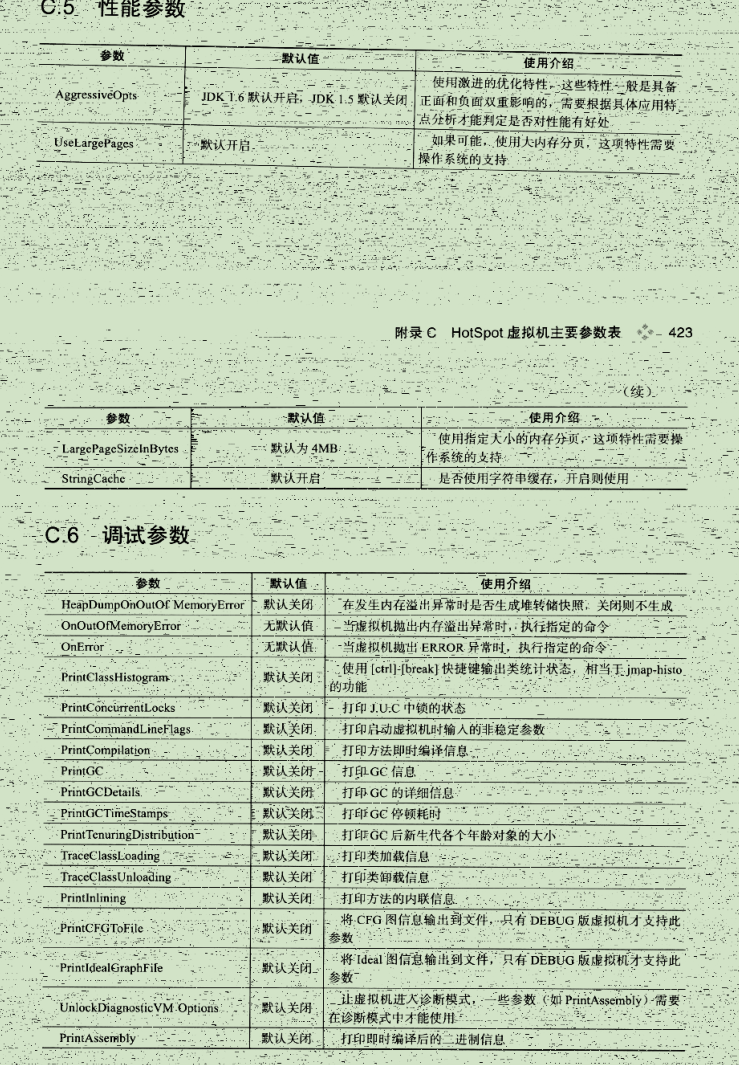 C.5 性能参数
参数 默认值 使用介绍
AggressiveOpts JDK 1.6 默认开启，JDK 1.5 默认关闭 使用激进的优化特性，这些特性一般是具备
正面和负面双重影响的，需要根据具体应用特
点分析才能判定是否对性能有好处
UseLargePages 默认开启 如果可能，使用大内存分页，这项特性需要
操作系统的支持
附录 C HotSpot 虚拟机主要参数表 423
（续）
参数 默认值 使用介绍
LargePageSizeInBytes 默认为 4MB 使用指定大小的内存分页，这项特性需要操
作系统的支持
StringCache 默认开启 是否使用字符串缓存，开启则使用
C.6 调试参数
参数 默认值 使用介绍
HeapDumpOnOutOf MemoryError 默认关闭 在发生内存溢出异常时是否生成堆转储快照，关闭则不生成
OnOutOfMemoryError 无默认值 当虚拟机抛出内存溢出异常时，执行指定的命令
OnError 无默认值 当虚拟机抛出 ERROR 异常时，执行指定的命令
PrintClassHistogram 默认关闭 使用 [ctrl]-[break] 快捷键输出类统计状态，相当于 jmap-histo
的功能
PrintConcurrentLocks 默认关闭 打印 J.U.C 中锁的状态
PrintCommandLineFlags 默认关闭 打印启动虚拟机时输入的非稳定参数
PrintCompilation 默认关闭 打印方法即时编译信息
PrintGC 默认关闭 打印 GC 信息
PrintGCDetails 默认关闭 打印 GC 的详细信息
PrintGCTimeStamps 默认关闭 打印 GC 停顿耗时
PrintTenuringDistribution 默认关闭 打印 GC 后新生代各个年龄对象的大小
TraceClassLoading 默认关闭 打印类加载信息
TraceClassUnloading 默认关闭 打印类卸载信息
PrintInlining 默认关闭 打印方法的内联信息
PrintCFGToFile 默认关闭 将 CFG 图信息输出到文件，只有 DEBUG 版虚拟机才支持此
参数
PrintIdealGraphFile 默认关闭 将 Ideal 图信息输出到文件，只有 DEBUG 版虚拟机才支持此
参数
UnlockDiagnosticVM Options 默认关闭 让虚拟机进入诊断模式，一些参数（如 PrintAssembly）需要
在诊断模式中才能使用
PrintAssembly 默认关闭 打印即时编译后的二进制信息